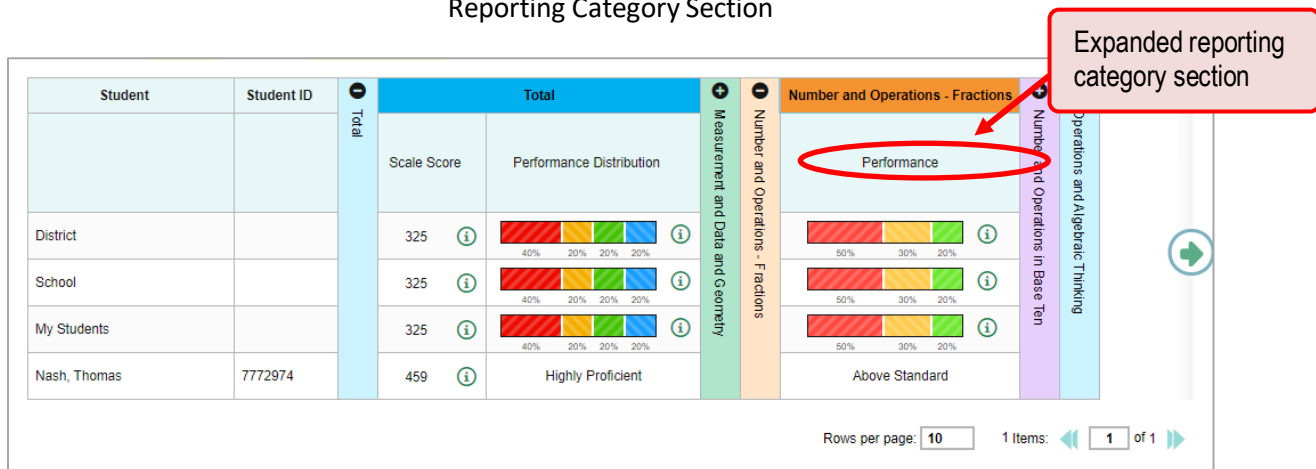 Reporting Category Section
Expanded reporting
category section
Student
Student ID
Total
Total
Measurement and Data and Geometry
Number and Operations - Fractions
Number and Operations - Fractions
Number and Operations in Base Ten
Operations and Algebraic Thinking
Scale Score
Performance Distribution
Performance
District
325
40% 20% 20% 20%
50% 30% 20%
School
325
40% 20% 20% 20%
50% 30% 20%
My Students
325
40% 20% 20% 20%
50% 30% 20%
Nash, Thomas
7772974
459
Highly Proficient
Above Standard
Rows per page: 10 1 Items: 1 of 1